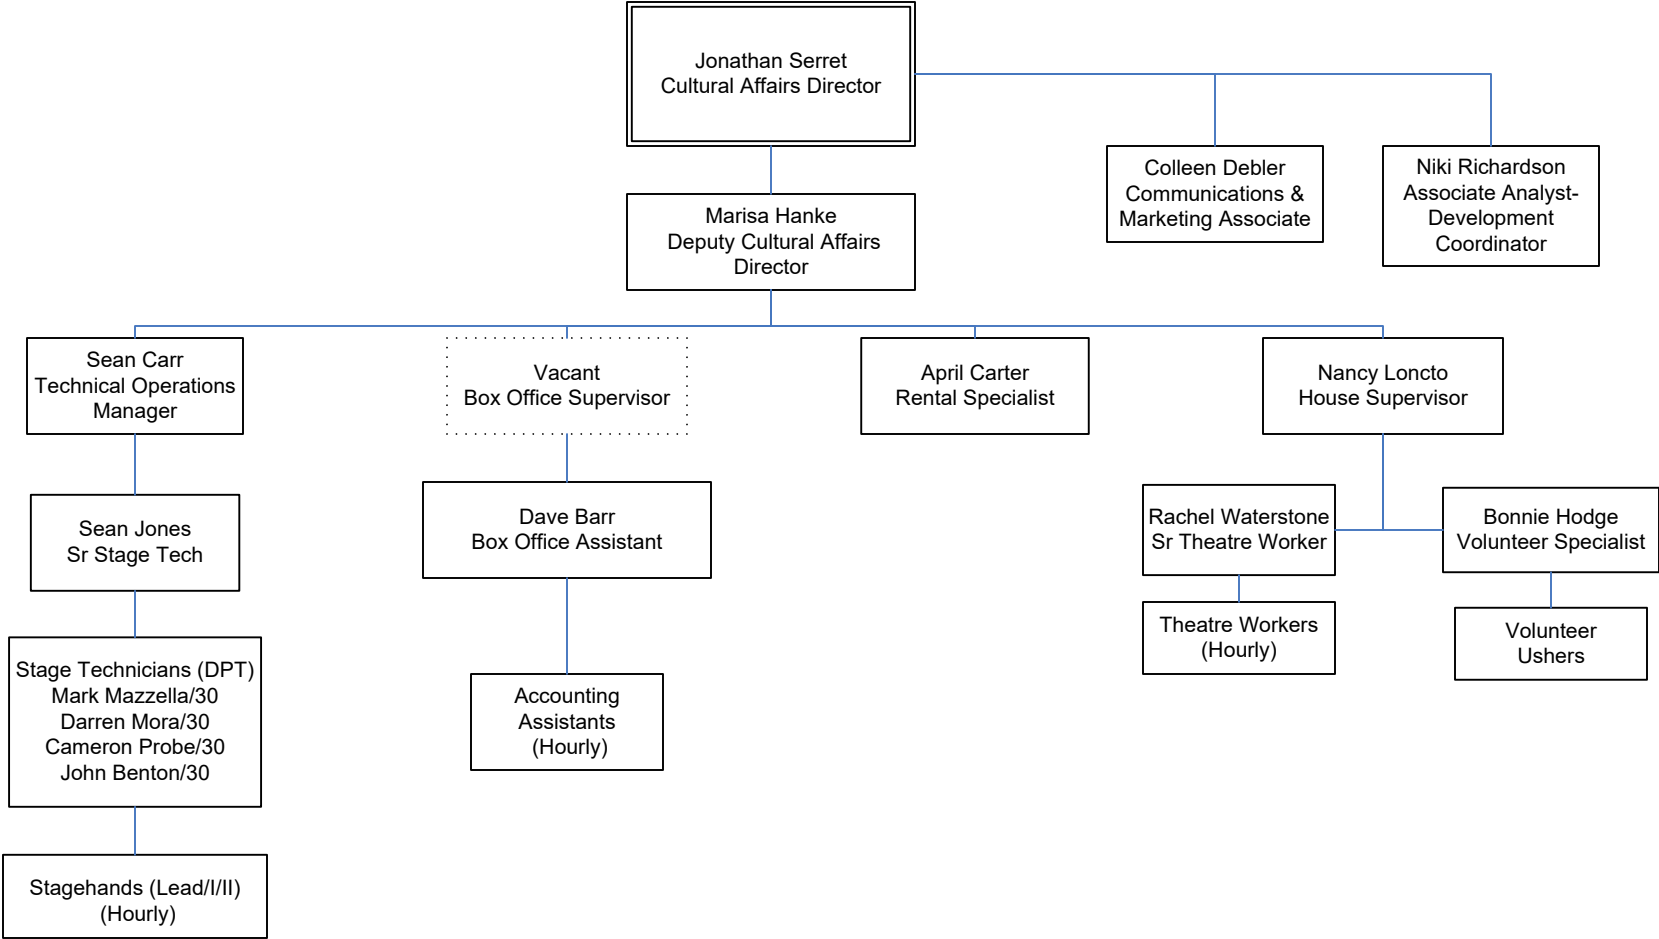 Jonathan Serret
Cultural Affairs Director
Colleen Debler
Communications &
Marketing Associate
Niki Richardson
Associate Analyst-
Development
Coordinator
Marisa Hanke
Deputy Cultural Affairs
Director
Sean Carr
Technical Operations
Manager
Vacant
Box Office Supervisor
April Carter
Rental Specialist
Nancy Loncto
House Supervisor
Sean Jones
Sr Stage Tech
Dave Barr
Box Office Assistant
Rachel Waterstone
Sr Theatre Worker
Bonnie Hodge
Volunteer Specialist
Theatre Workers
(Hourly)
Volunteer
Ushers
Stage Technicians (DPT)
Mark Mazzella/30
Darren Mora/30
Cameron Probe/30
John Benton/30
Accounting
Assistants
(Hourly)
Stagehands (Lead/I/II)
(Hourly)